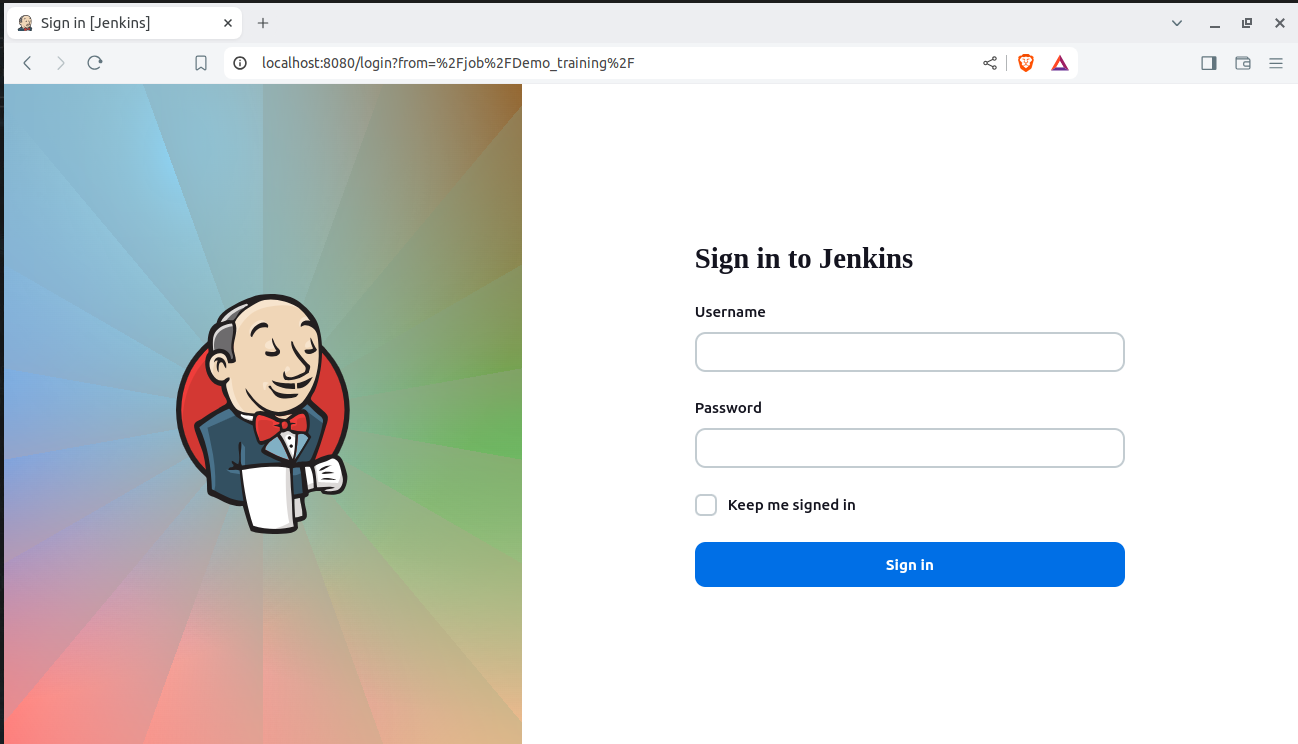 Sign in [Jenkins]
localhost:8080/login?from=%2Fjob%2FDemo_training%2F
Sign in to Jenkins
Username
Password
Keep me signed in
Sign in